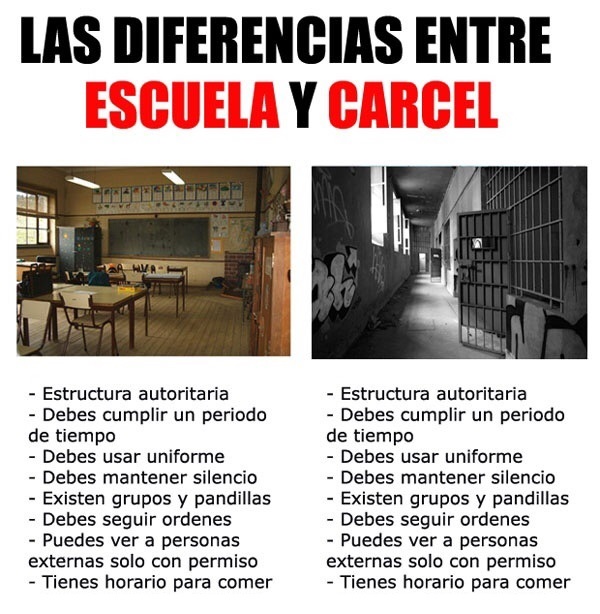 LAS DIFERENCIAS ENTRE
ESCUELA Y CARCEL
- Estructura autoritaria
- Debes cumplir un periodo
de tiempo
- Debes usar uniforme
- Debes mantener silencio
- Existen grupos y pandillas
- Debes seguir ordenes
- Puedes ver a personas
externas solo con permiso
- Tienes horario para comer
- Estructura autoritaria
- Debes cumplir un periodo
de tiempo
- Debes usar uniforme
- Debes mantener silencio
- Existen grupos y pandillas
- Debes seguir ordenes
- Puedes ver a personas
externas solo con permiso
- Tienes horario para comer